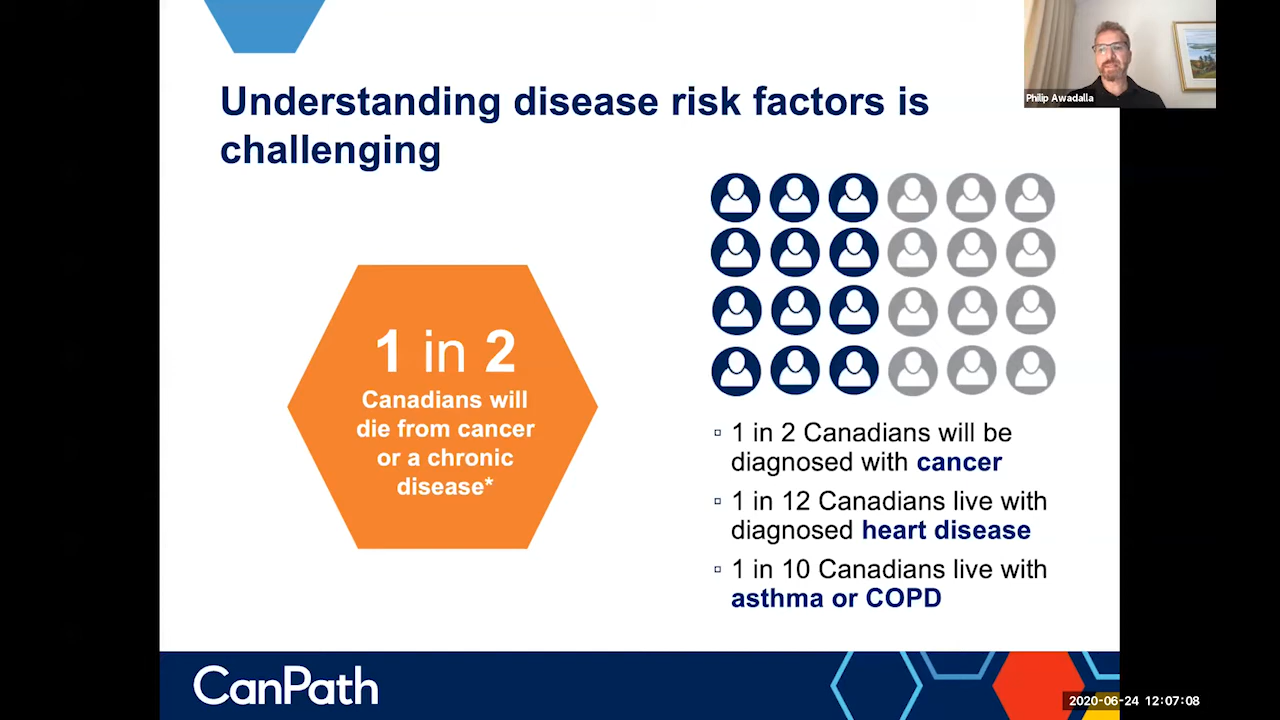 Understanding disease risk factors is
challenging
Philip Awadalla
1 in 2
Canadians will
die from cancer
or a chronic
disease*
1 in 2 Canadians will be
diagnosed with cancer
1 in 12 Canadians live with
diagnosed heart disease
1 in 10 Canadians live with
asthma or COPD
CanPath
2020-06-24 12:07:08